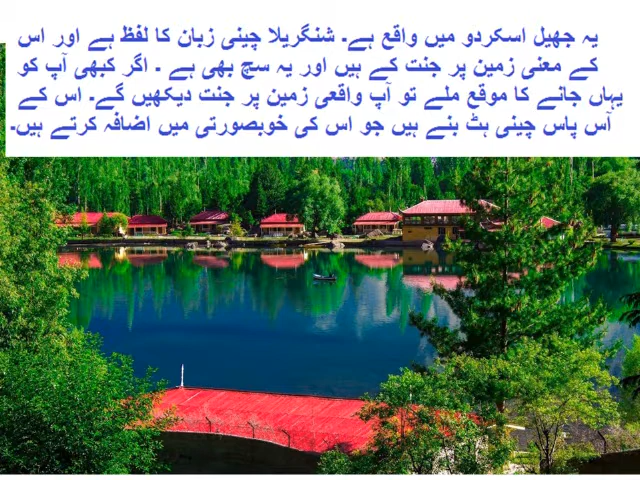 یہ جھیل اسکردو میں واقع ہے۔ شنگریلا چینی زبان کا لفظ ہے اور اس
کے معنی زمین پر جنت کے ہیں اور یہ سچ بھی ہے ۔ اگر کبھی آپ کو
یہاں جانے کا موقع ملے تو آپ واقعی زمین پر جنت دیکھیں گے۔ اس کے
آس پاس چینی ہٹ بنے ہیں جو اس کی خوبصورتی میں اضافہ کرتے ہیں۔